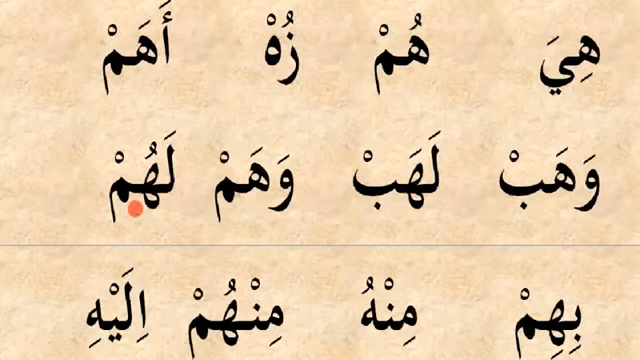 هِيَ هُمْ زُهْ أَهَمْ
وَهَبْ لَهَبْ وَهَمْ لَهُمْ
بِهِمْ مِنْهُ مِنْهُمْ اِلَيْهِ